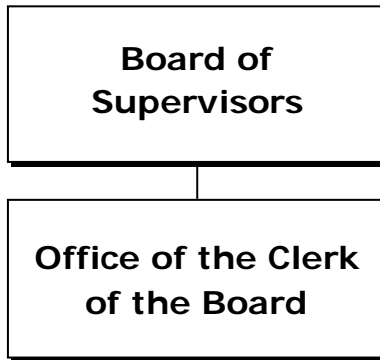 Board of
Supervisors
Office of the Clerk
of the Board